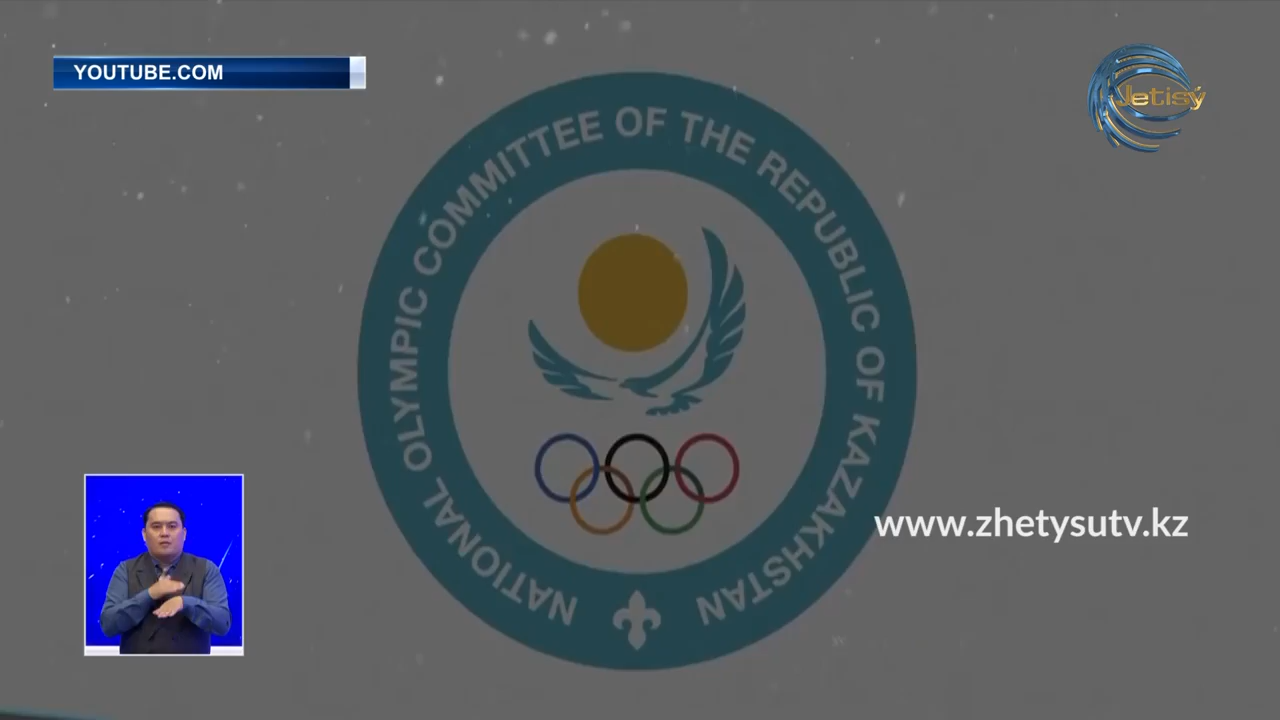 YOUTUBE.COM
Jetisý
NATIONAL OLYMPIC COMMITTEE OF THE REPUBLIC OF KAZAKHSTAN
www.zhetysutv.kz